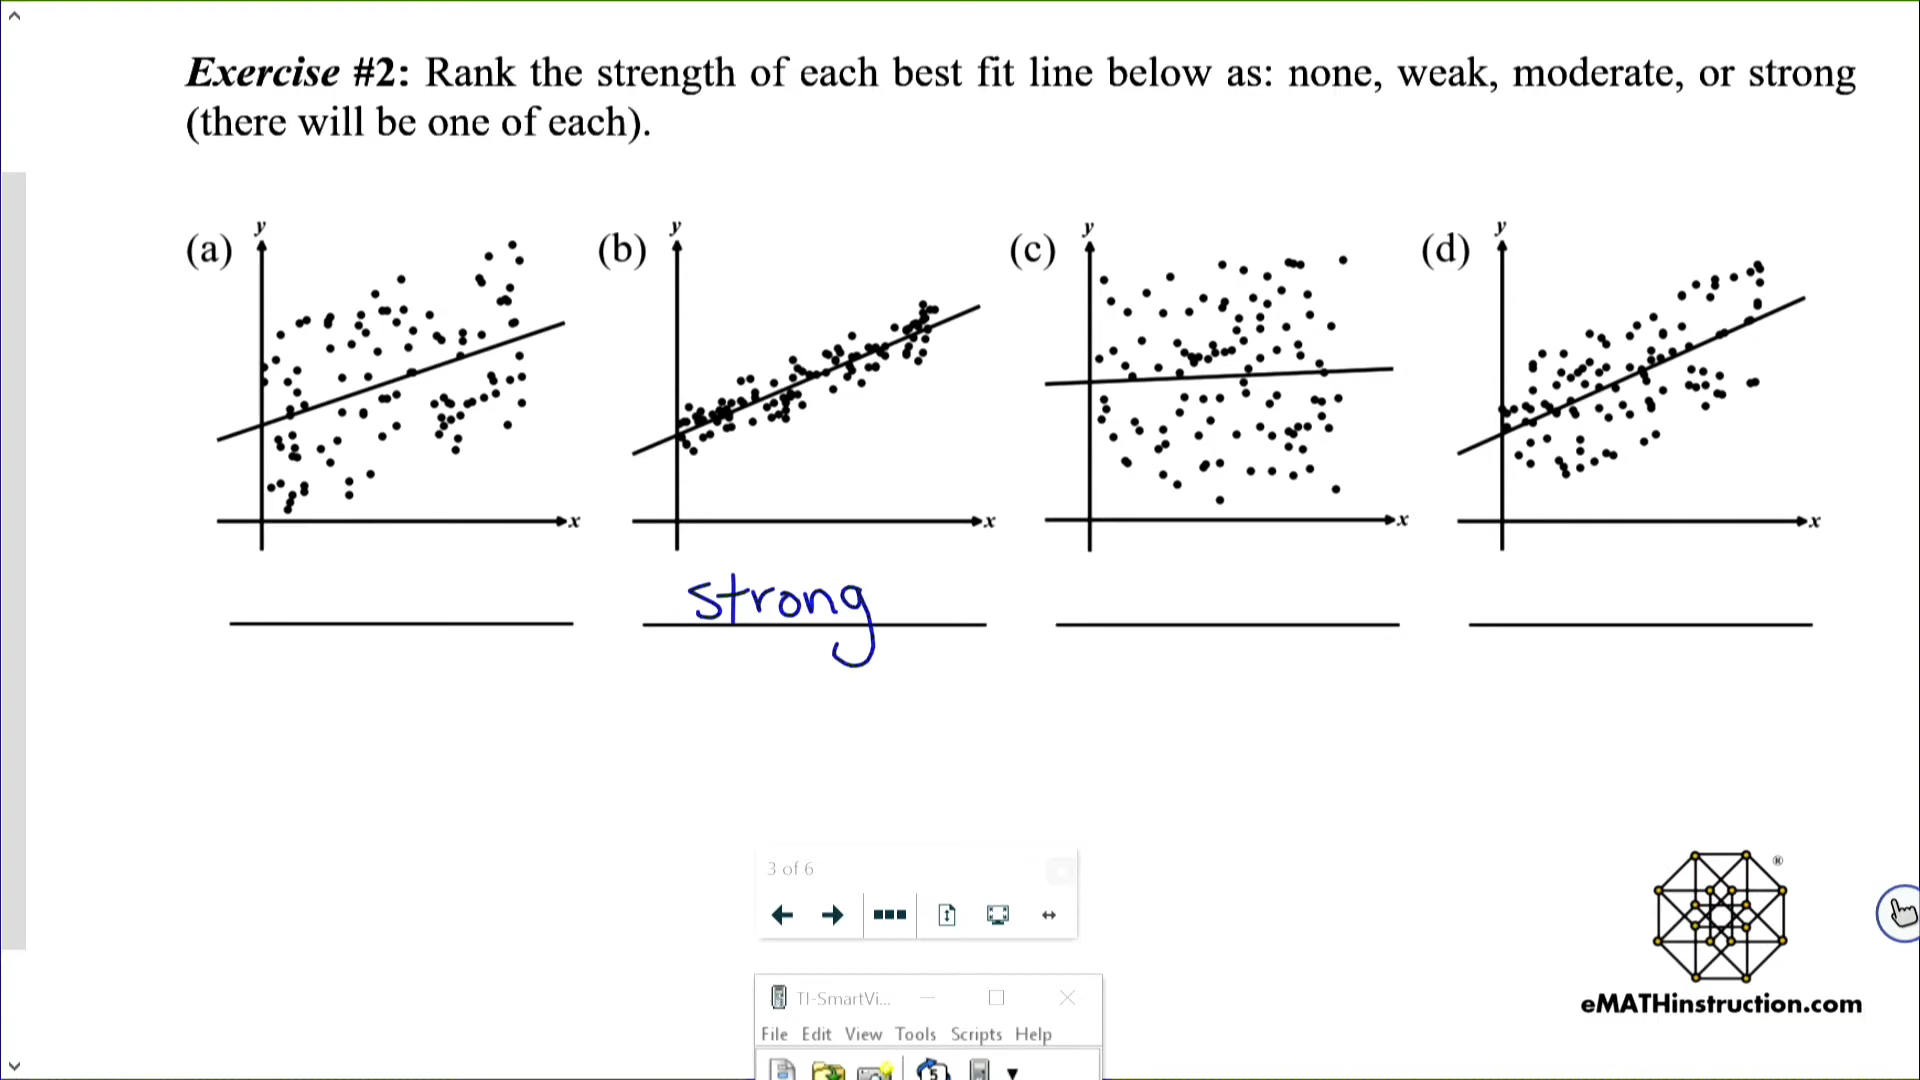 Exercise #2: Rank the strength of each best fit line below as: none, weak, moderate, or strong
(there will be one of each).
(a) y x
(b) y x
(c) y x
(d) y x
strong
3 of 6
®
eMATHinstruction.com
TI-SmartVi...
File Edit View Tools Scripts Help
5